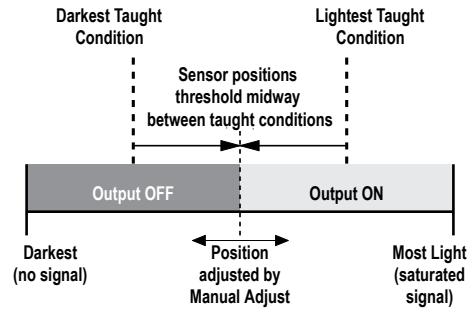 Darkest Taught
Condition
Lightest Taught
Condition
Sensor positions
threshold midway
between taught conditions
Output OFF
Output ON
Darkest
(no signal)
Position
adjusted by
Manual Adjust
Most Light
(saturated
signal)